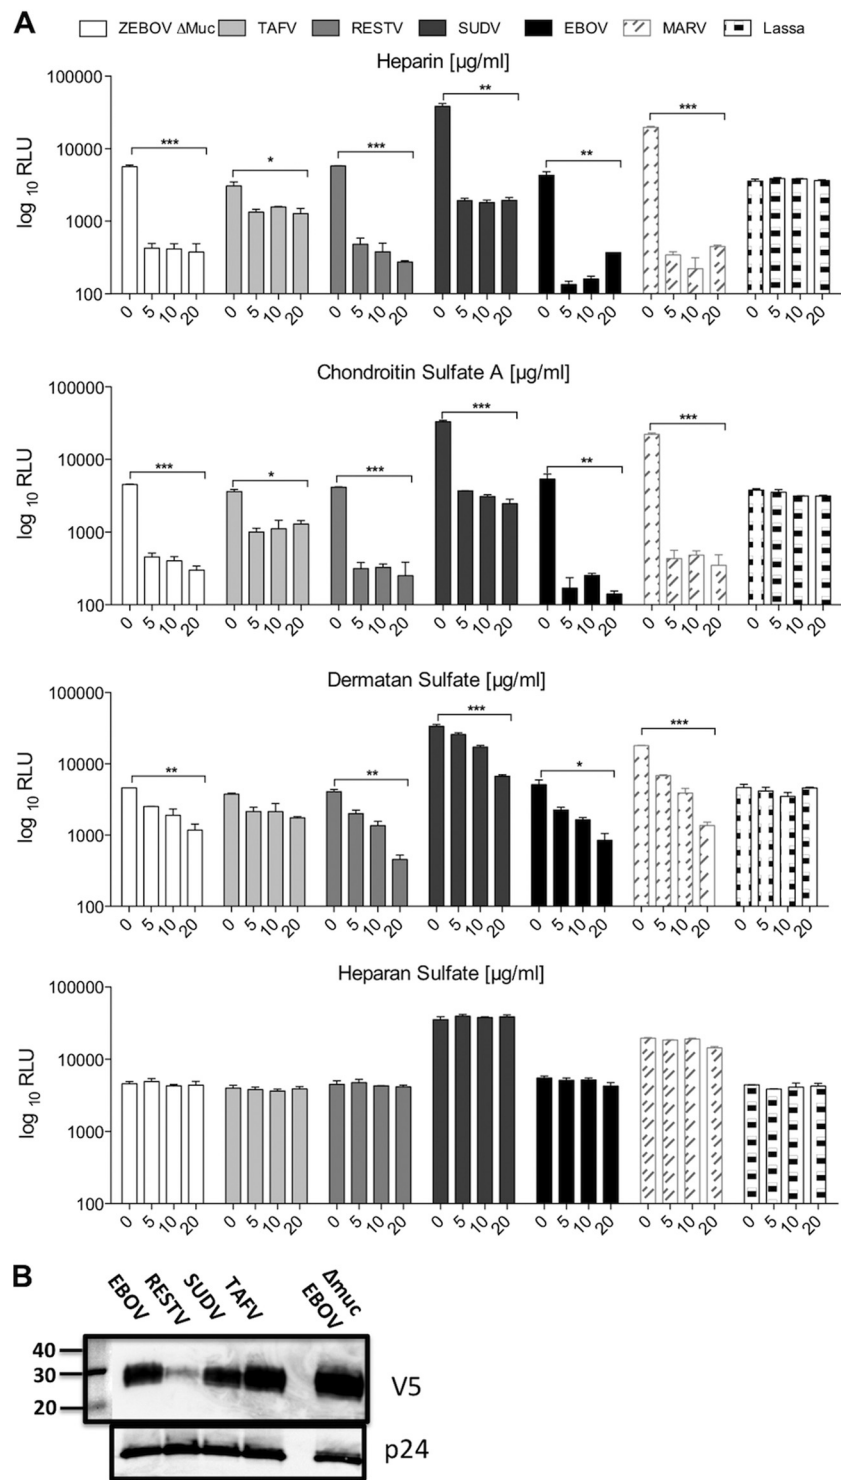 A
ZEBOV ΔMuc TAFV RESTV SUDV EBOV MARV Lassa
Heparin [µg/ml]
100000
10000
1000
100
log 10 RLU
*** * *** ** ** ***
0 5 10 20 0 5 10 20 0 5 10 20 0 5 10 20 0 5 10 20 0 5 10 20 0 5 10 20
Chondroitin Sulfate A [µg/ml]
100000
10000
1000
100
log 10 RLU
*** * *** *** ** ***
0 5 10 20 0 5 10 20 0 5 10 20 0 5 10 20 0 5 10 20 0 5 10 20 0 5 10 20
Dermatan Sulfate [µg/ml]
100000
10000
1000
100
log 10 RLU
** ** *** * ***
0 5 10 20 0 5 10 20 0 5 10 20 0 5 10 20 0 5 10 20 0 5 10 20 0 5 10 20
Heparan Sulfate [µg/ml]
100000
10000
1000
100
log 10 RLU
0 5 10 20 0 5 10 20 0 5 10 20 0 5 10 20 0 5 10 20 0 5 10 20 0 5 10 20
B
EBOV RESTV SUDV TAFV Δmuc EBOV
40
30
20
V5
p24